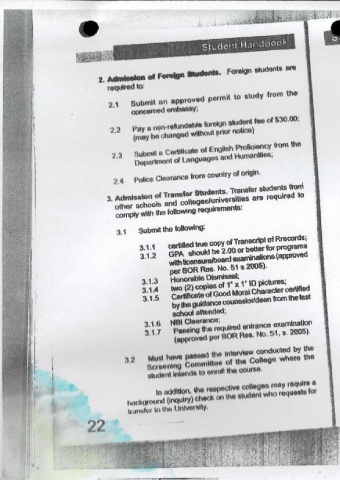 Student Handbook
2. Admission of Foreign Students. Foreign students are
required to:
2.1 Submit an approved permit to study from the
concerned embassy;
2.2 Pay a non-refundable foreign student fee of $30.00;
(may be changed without prior notice)
2.3 Submit a Certificate of English Proficiency from the
Department of Languages and Humanities;
2.4 Police Clearance from country of origin.
3. Admission of Transfer Students. Transfer students from
other schools and colleges/universities are required to
comply with the following requirements:
3.1 Submit the following:
3.1.1 certified true copy of Transcript of Rrecords;
3.1.2 GPA should be 2.00 or better for programs
with licensure/board examinations (approved
per BOR Res. No. 51 s 2005).
3.1.3 Honorable Dismissal;
3.1.4 two (2) copies of 1" x 1" ID pictures;
3.1.5 Certificate of Good Moral Character certified
by the guidance counselor/dean from the last
school attended;
3.1.6 NBI Clearance;
3.1.7 Passing the required entrance examination
(approved per BOR Res. No. 51, s. 2005).
3.2 Must have passed the interview conducted by the
Screening Committee of the College where the
student intends to enroll the course.
In addition, the respective colleges may require a
background (inquiry) check on the student who requests for
transfer to the University.
22